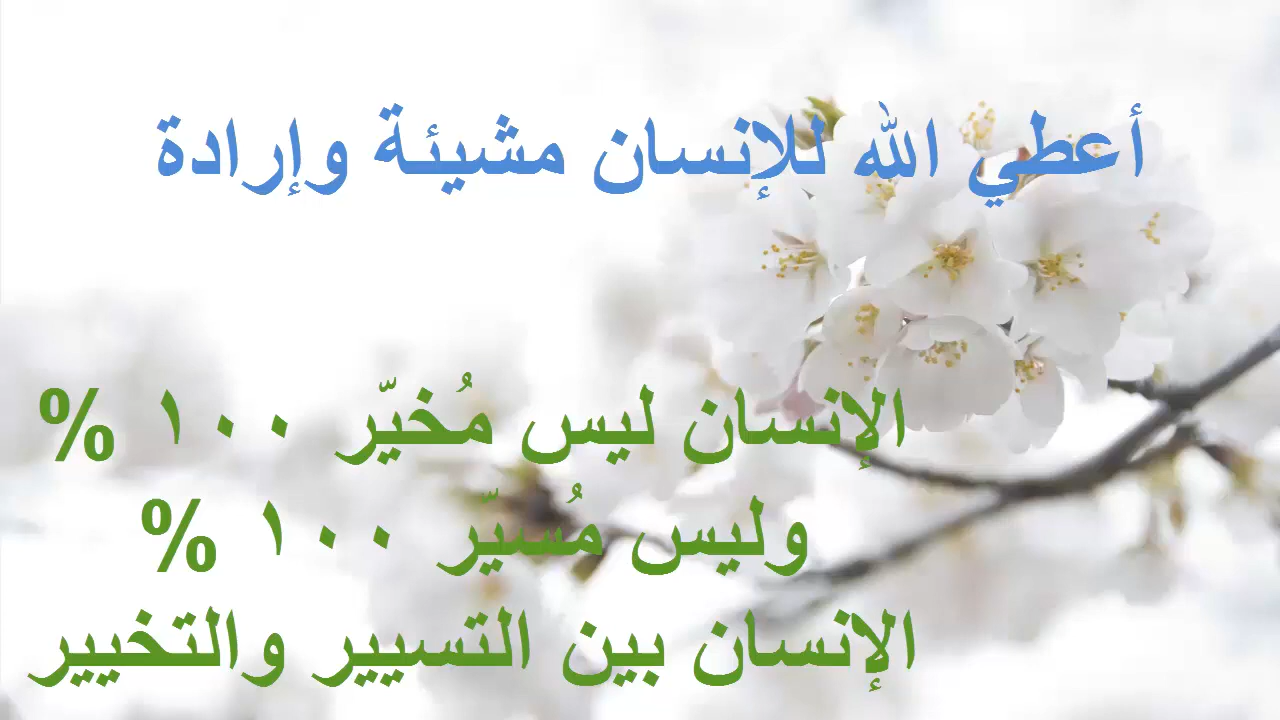 أعطي الله للإنسان مشيئة وإرادة
الإنسان ليس مُخيّر ١٠٠ %
وليس مُسيّر ١٠٠ %
الإنسان بين التسيير والتخيير